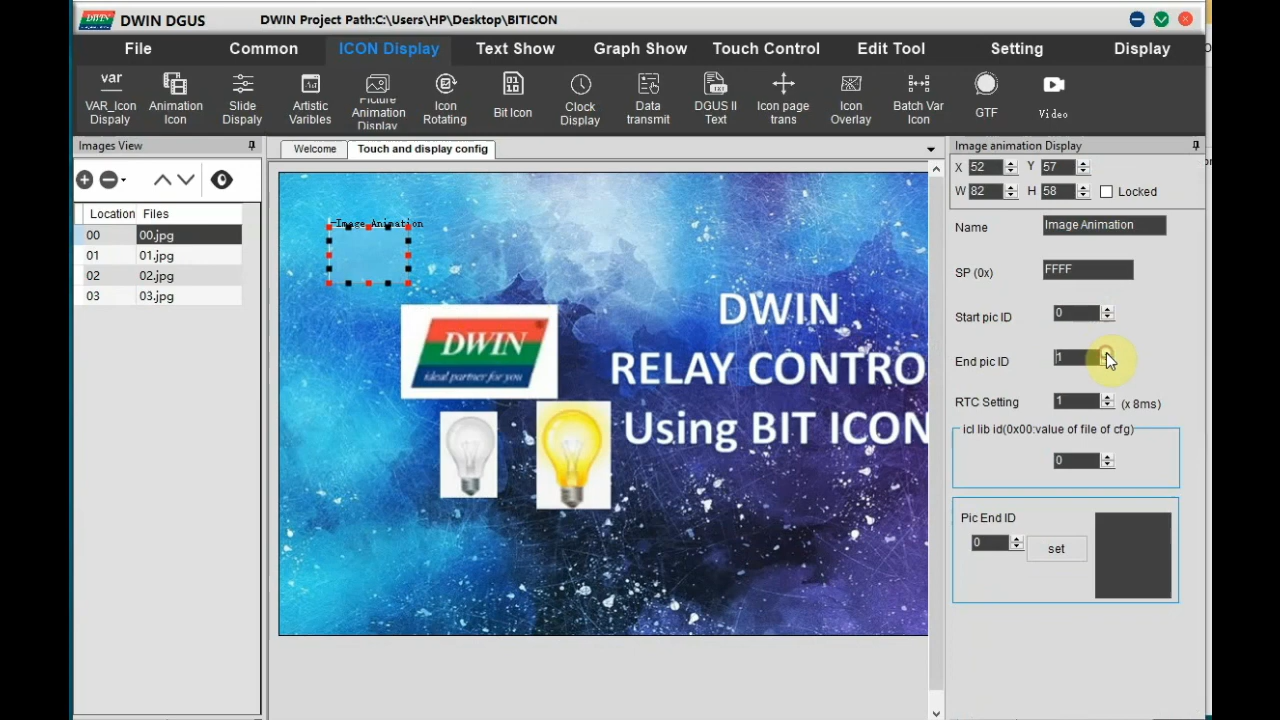 DWIN DWIN DGUS DWIN Project Path:C:\Users\HP\Desktop\BITICON
File Common ICON Display Text Show Graph Show Touch Control Edit Tool Setting Display
var
VAR_Icon Dispaly
Animation Icon
Slide Dispaly
Artistic Varibles
Picture Animation Display
Icon Rotating
Bit Icon
Clock Display
Data transmit
DGUS II Text
Icon page trans
Icon Overlay
Batch Var Icon
GTF
Video
Images View
Welcome Touch and display config
Image animation Display
X 52 Y 57
W 82 H 58 Locked
Location Files
00 00.jpg
01 01.jpg
02 02.jpg
03 03.jpg
Image Animation
DWIN
ideal partner for you
DWIN
RELAY CONTRO
Using BIT ICON
Name Image Animation
SP (0x) FFFF
Start pic ID 0
End pic ID 1
RTC Setting 1 (x 8ms)
icl lib id(0x00:value of file of cfg)
0
Pic End ID
0 set